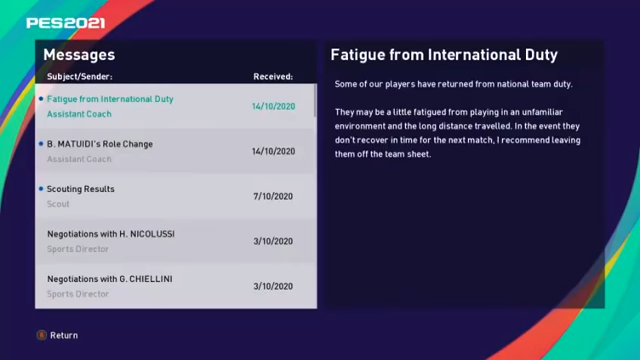 PES2021
Messages
Subject/Sender: Received:
Fatigue from International Duty
Assistant Coach
14/10/2020
B. MATUIDI's Role Change
Assistant Coach
14/10/2020
Scouting Results
Scout
7/10/2020
Negotiations with H. NICOLUSSI
Sports Director
3/10/2020
Negotiations with G. CHIELLINI
Sports Director
3/10/2020
Fatigue from International Duty
Some of our players have returned from national team duty.
They may be a little fatigued from playing in an unfamiliar
environment and the long distance travelled. In the event they
don't recover in time for the next match, I recommend leaving
them off the team sheet.
Return